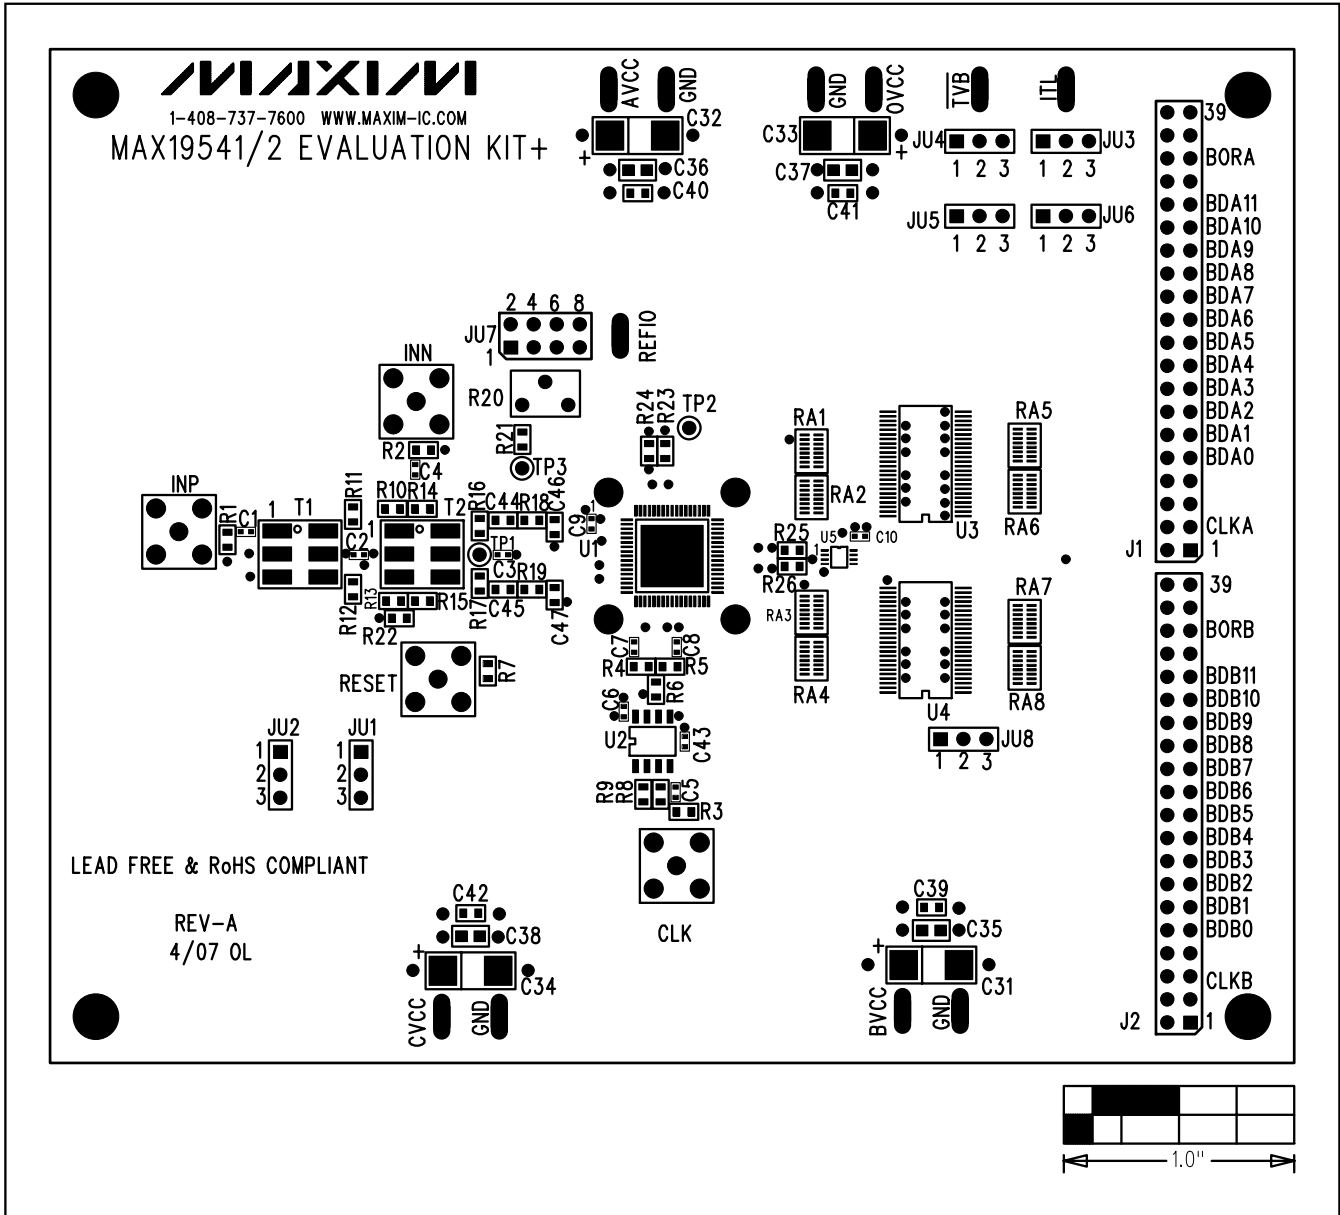 MAXIM
1-408-737-7600 WWW.MAXIM-IC.COM
MAX19541/2 EVALUATION KIT+
AVCC
GND
C32
+
C36
C40
GND
OVCC
C33
+
C37
C41
TVB
ITL
JU4
1 2 3
JU3
1 2 3
JU5
1 2 3
JU6
1 2 3
39
BORA
BDA11
BDA10
BDA9
BDA8
BDA7
BDA6
BDA5
BDA4
BDA3
BDA2
BDA1
BDA0
CLKA
J1
1
2 4 6 8
JU7
1
REFIO
INN
R20
R2
C4
R21
TP3
R24
R23
TP2
RA1
RA2
RA5
RA6
U3
INP
R1
C1
1
T1
R11
C2
R12
R10
R14
1
T2
R16
C44
R18
C46
TP1
C3
R13
R15
R17
C45
R19
C47
R22
C9
1
U1
R25
R26
1
U5
C10
RA3
RA4
RA7
RA8
U4
RESET
R7
C7
C8
R4
R5
R6
C6
U2
C43
R9
R8
C5
R3
CLK
JU8
1 2 3
JU2
1
2
3
JU1
1
2
3
39
BORB
BDB11
BDB10
BDB9
BDB8
BDB7
BDB6
BDB5
BDB4
BDB3
BDB2
BDB1
BDB0
CLKB
J2
1
LEAD FREE & RoHS COMPLIANT
REV-A
4/07 OL
C42
C38
+
C34
CVCC
GND
C39
C35
+
C31
BVCC
GND
1.0"